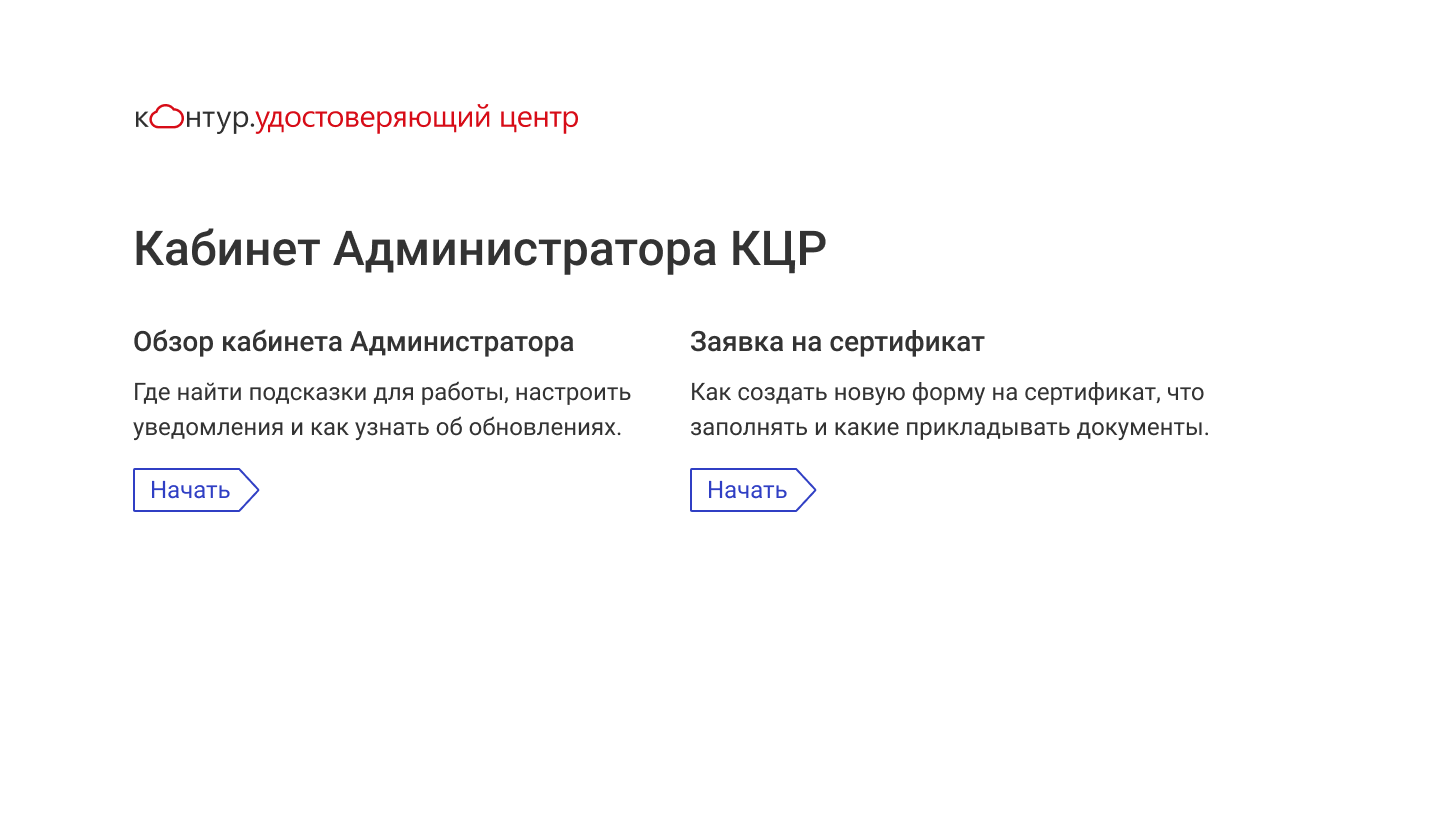 контур.удостоверяющий центр
Кабинет Администратора КЦР
Обзор кабинета Администратора
Где найти подсказки для работы, настроить
уведомления и как узнать об обновлениях.
Начать
Заявка на сертификат
Как создать новую форму на сертификат, что
заполнять и какие прикладывать документы.
Начать